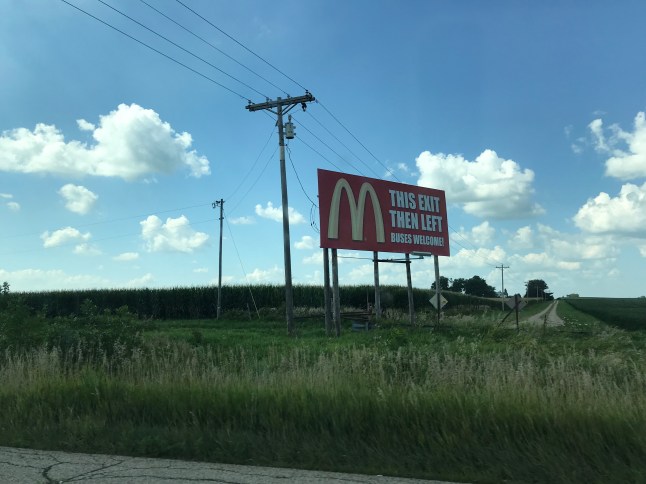 THIS EXIT
THEN LEFT
BUSES WELCOME!